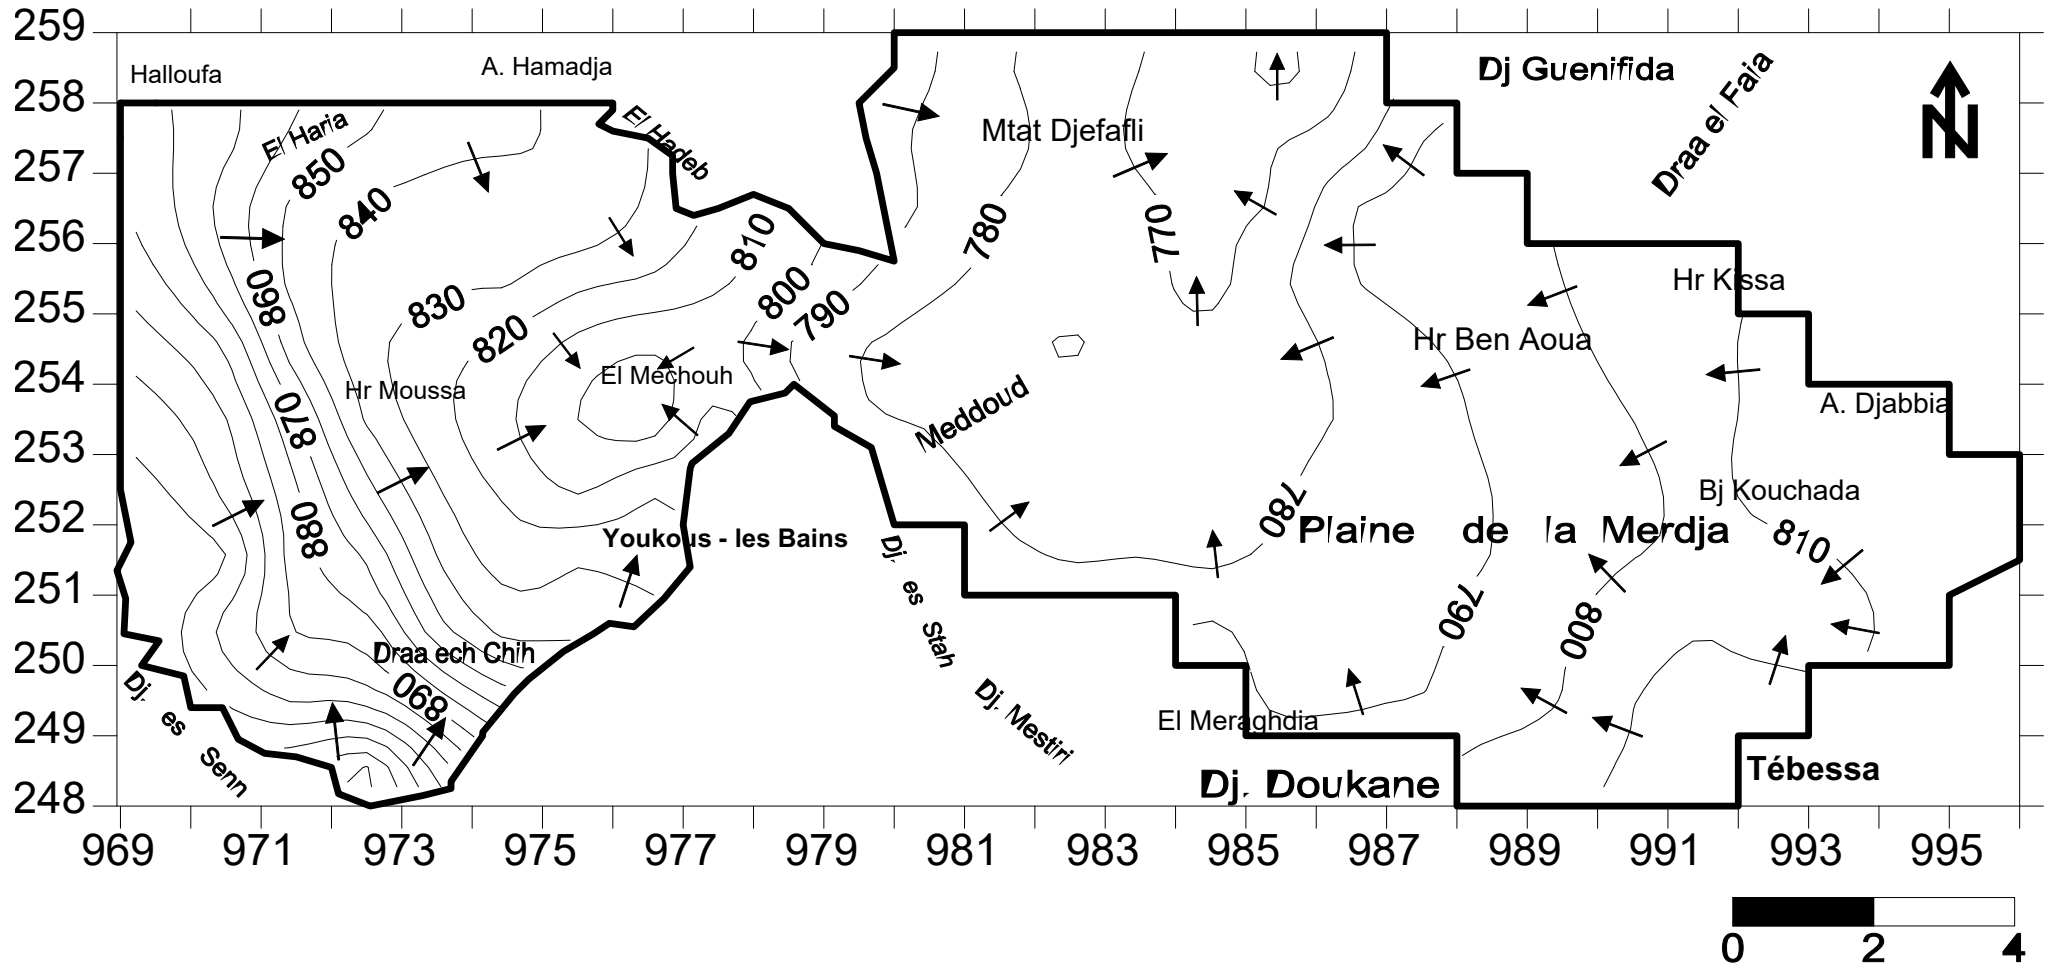 259
258
257
256
255
254
253
252
251
250
249
248
969
971
973
975
977
979
981
983
985
987
989
991
993
995
Halloufa
A. Hamadja
El Haria
El Hadeb
850
840
860
830
820
810
800
790
870
880
890
Hr Moussa
El Mechouh
Youkous - les Bains
Draa ech Chih
Dj. es Senn
Mtat Djefafli
780
770
Meddoud
Dj. es Stah
Dj. Mestiri
Dj Guenifida
Draa el Faia
N
Hr Kissa
Hr Ben Aoua
A. Djabbia
Bj Kouchada
780
Plaine de la Merdja
810
790
800
El Meraghdia
Dj. Doukane
Tébessa
0 2 4